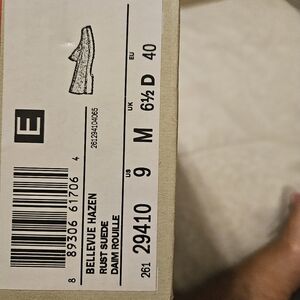 E
261294104065
8 89306 61706 4
BELLEVUE HAZEN
RUST SUEDE
DAIM ROUILLE
US UK EU
261 29410 9 M 6½ D 40